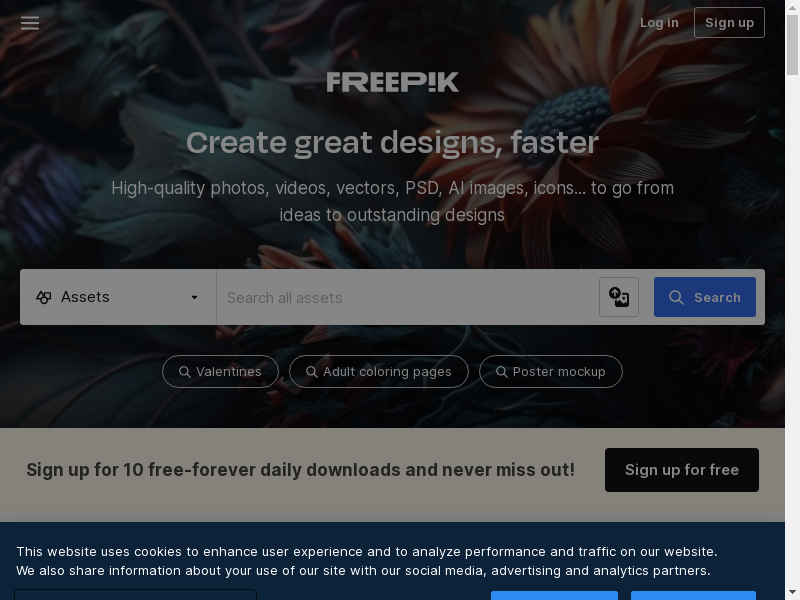 Log in
Sign up
FREEPIK
Create great designs, faster
High-quality photos, videos, vectors, PSD, AI images, icons... to go from
ideas to outstanding designs
Assets
Search all assets
Search
Valentines
Adult coloring pages
Poster mockup
Sign up for 10 free-forever daily downloads and never miss out!
Sign up for free
This website uses cookies to enhance user experience and to analyze performance and traffic on our website.
We also share information about your use of our site with our social media, advertising and analytics partners.